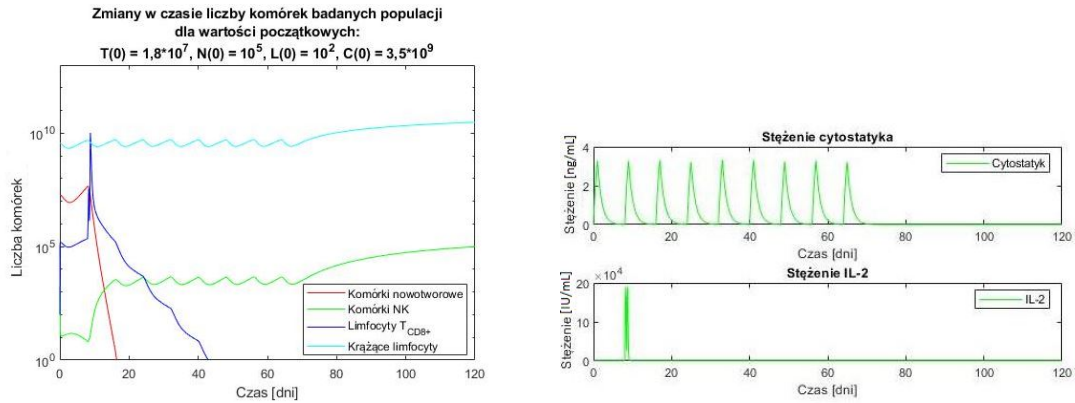 Zmiany w czasie liczby komórek badanych populacji
dla wartości początkowych:
T(0) = 1,8*10^7, N(0) = 10^5, L(0) = 10^2, C(0) = 3,5*10^9
Liczba komórek
10^10
10^5
10^0
0 20 40 60 80 100 120
Czas [dni]
Komórki nowotworowe
Komórki NK
Limfocyty T_CD8+
Krążące limfocyty
Stężenie cytostatyka
Stężenie [ng/mL]
4
2
0
0 20 40 60 80 100 120
Czas [dni]
Cytostatyk
Stężenie IL-2
Stężenie [IU/mL]
× 10^4
20
10
0
0 20 40 60 80 100 120
Czas [dni]
IL-2